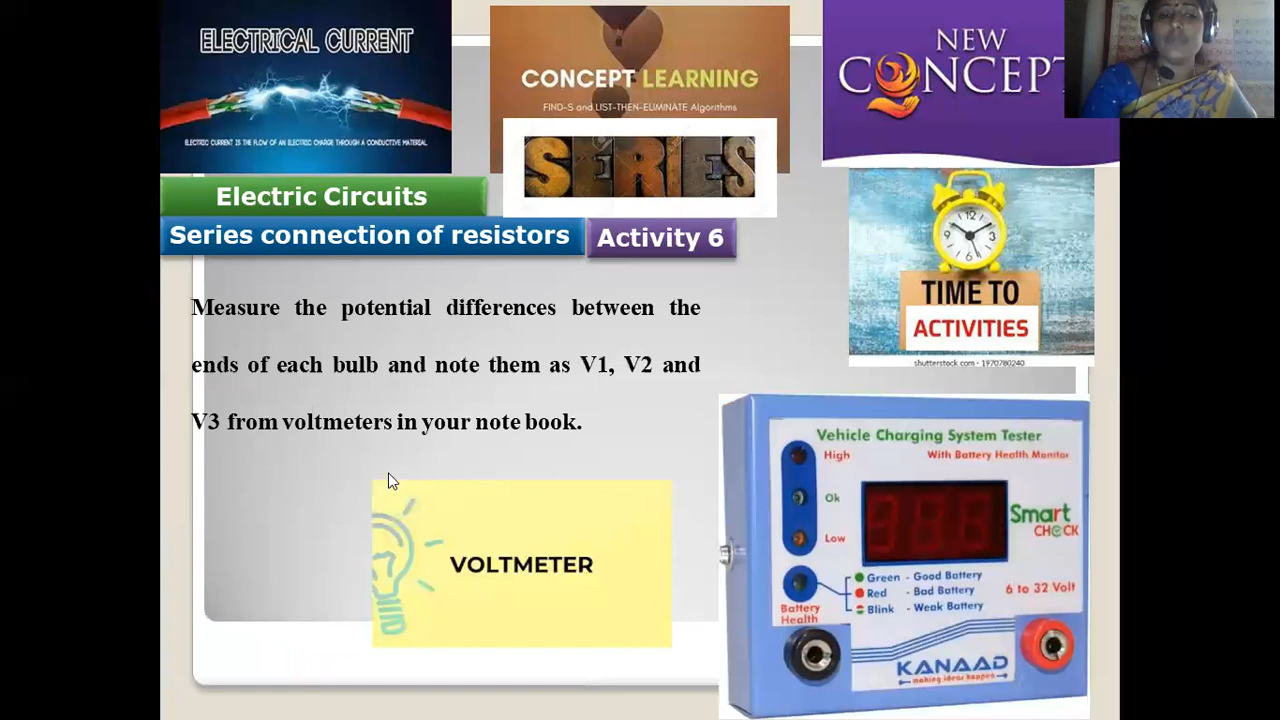 ELECTRICAL CURRENT
ELECTRIC CURRENT IS THE FLOW OF AN ELECTRIC CHARGE THROUGH A CONDUCTIVE MATERIAL
CONCEPT LEARNING
FIND-S and LIST-THEN-ELIMINATE Algorithms
SERIES
NEW
CONCEPT
Electric Circuits
Series connection of resistors
Activity 6
12
3
6
9
TIME TO
ACTIVITIES
shutterstock.com · 1970780240
Measure the potential differences between the
ends of each bulb and note them as V1, V2 and
V3 from voltmeters in your note book.
VOLTMETER
Vehicle Charging System Tester
With Battery Health Monitor
High
Ok
Low
Smart
CHECK
Green - Good Battery
Red - Bad Battery
Blink - Weak Battery
6 to 32 Volt
Battery
Health
KANAAD
making ideas happen